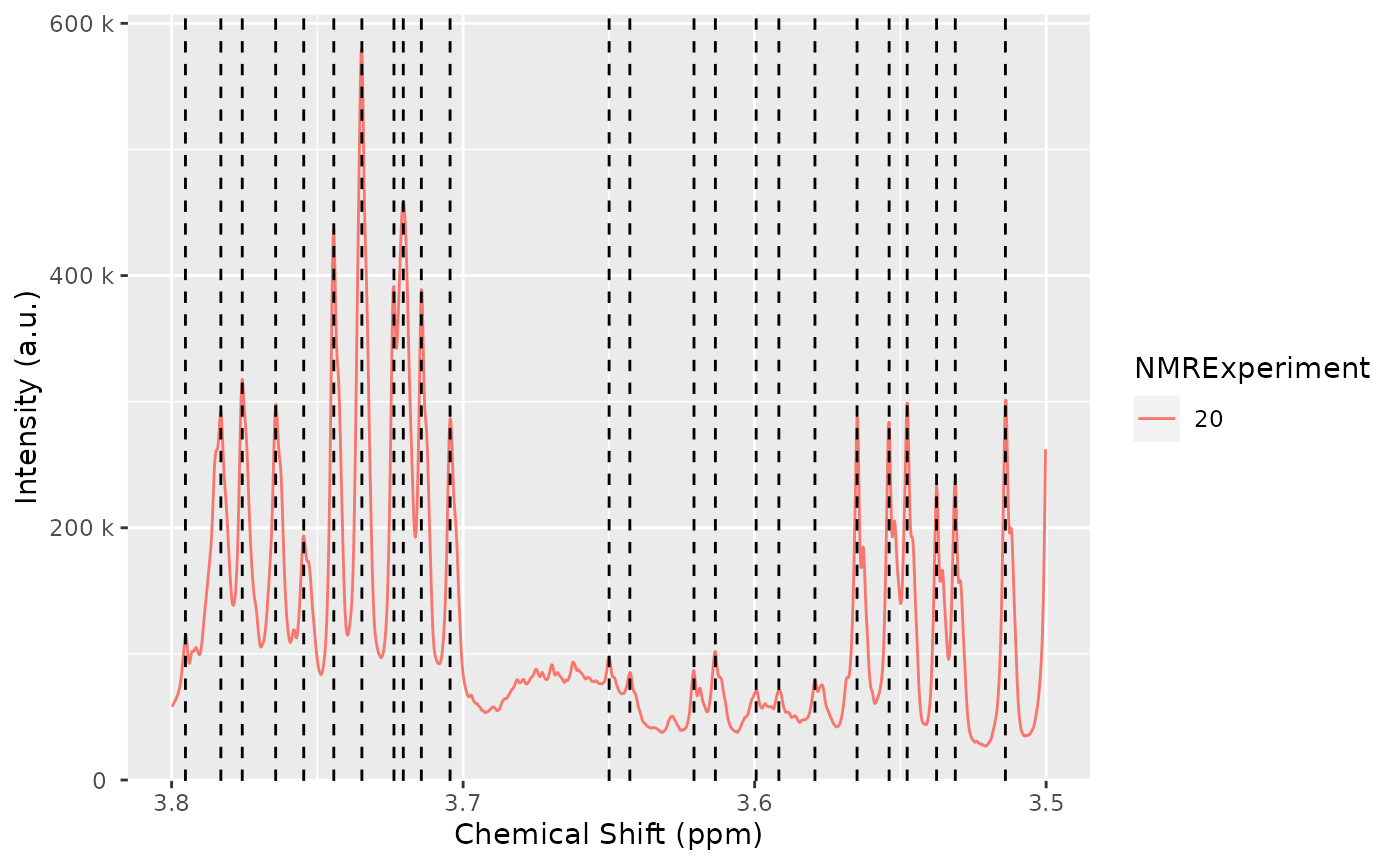 600 k
400 k
200 k
0
Intensity (a.u.)
3.8
3.7
3.6
3.5
Chemical Shift (ppm)
NMRExperiment
20